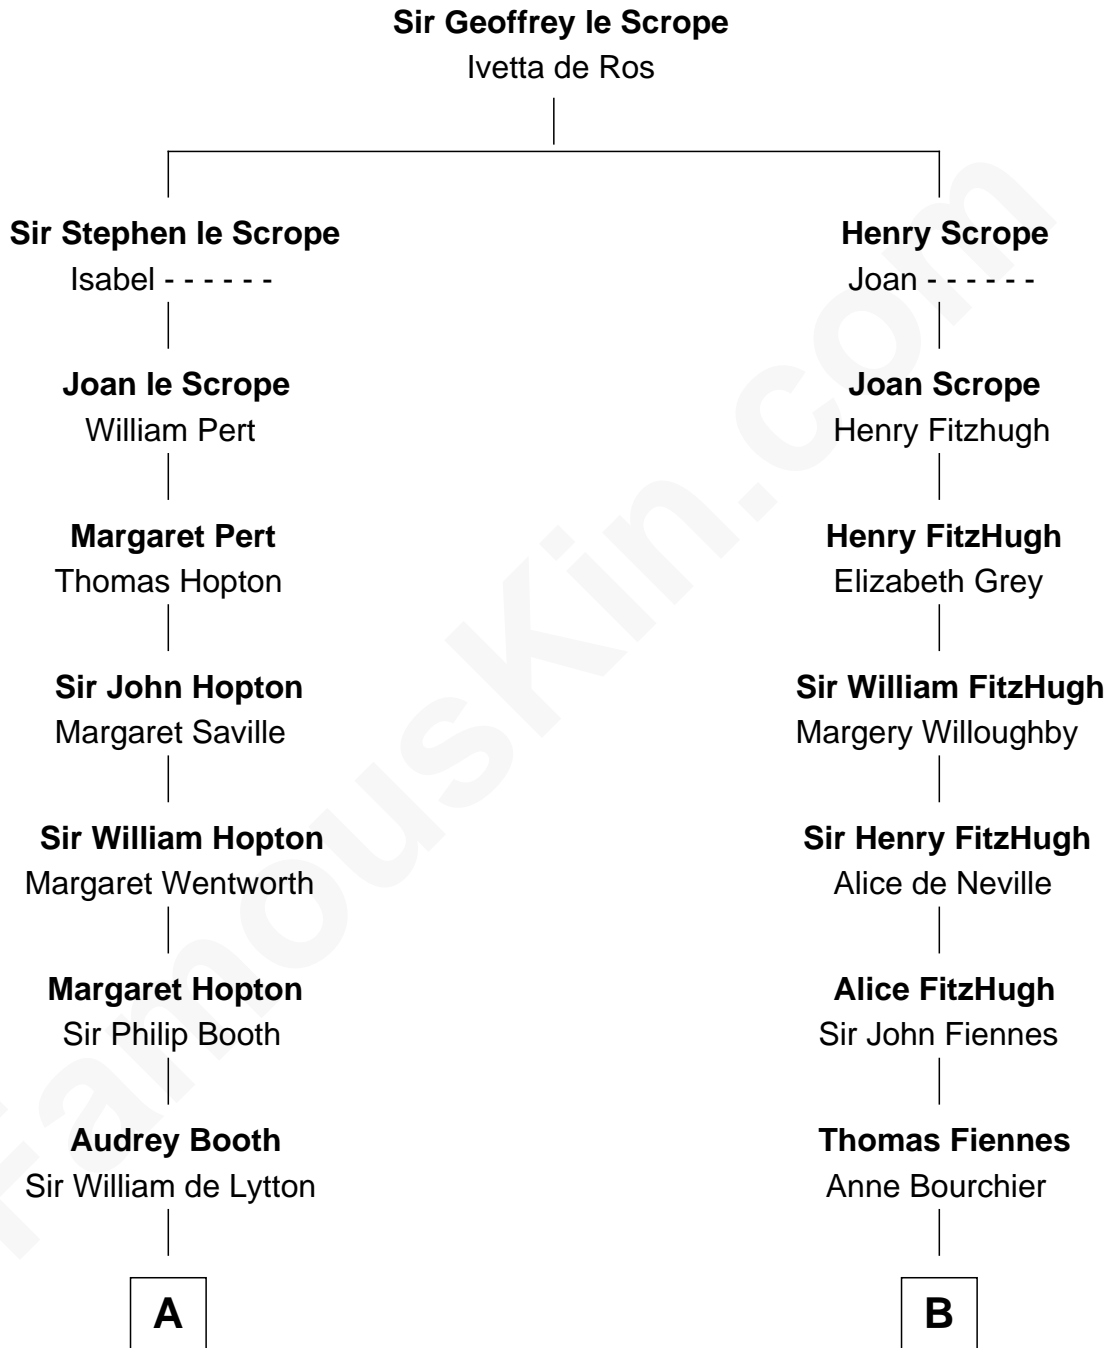 Sir Geoffrey le Scrope
Ivetta de Ros
Sir Stephen le Scrope
Isabel - - - - - -
Joan le Scrope
William Pert
Margaret Pert
Thomas Hopton
Sir John Hopton
Margaret Saville
Sir William Hopton
Margaret Wentworth
Margaret Hopton
Sir Philip Booth
Audrey Booth
Sir William de Lytton
A
Henry Scrope
Joan - - - - - -
Joan Scrope
Henry Fitzhugh
Henry FitzHugh
Elizabeth Grey
Sir William FitzHugh
Margery Willoughby
Sir Henry FitzHugh
Alice de Neville
Alice FitzHugh
Sir John Fiennes
Thomas Fiennes
Anne Bourchier
B
FamousKin.com